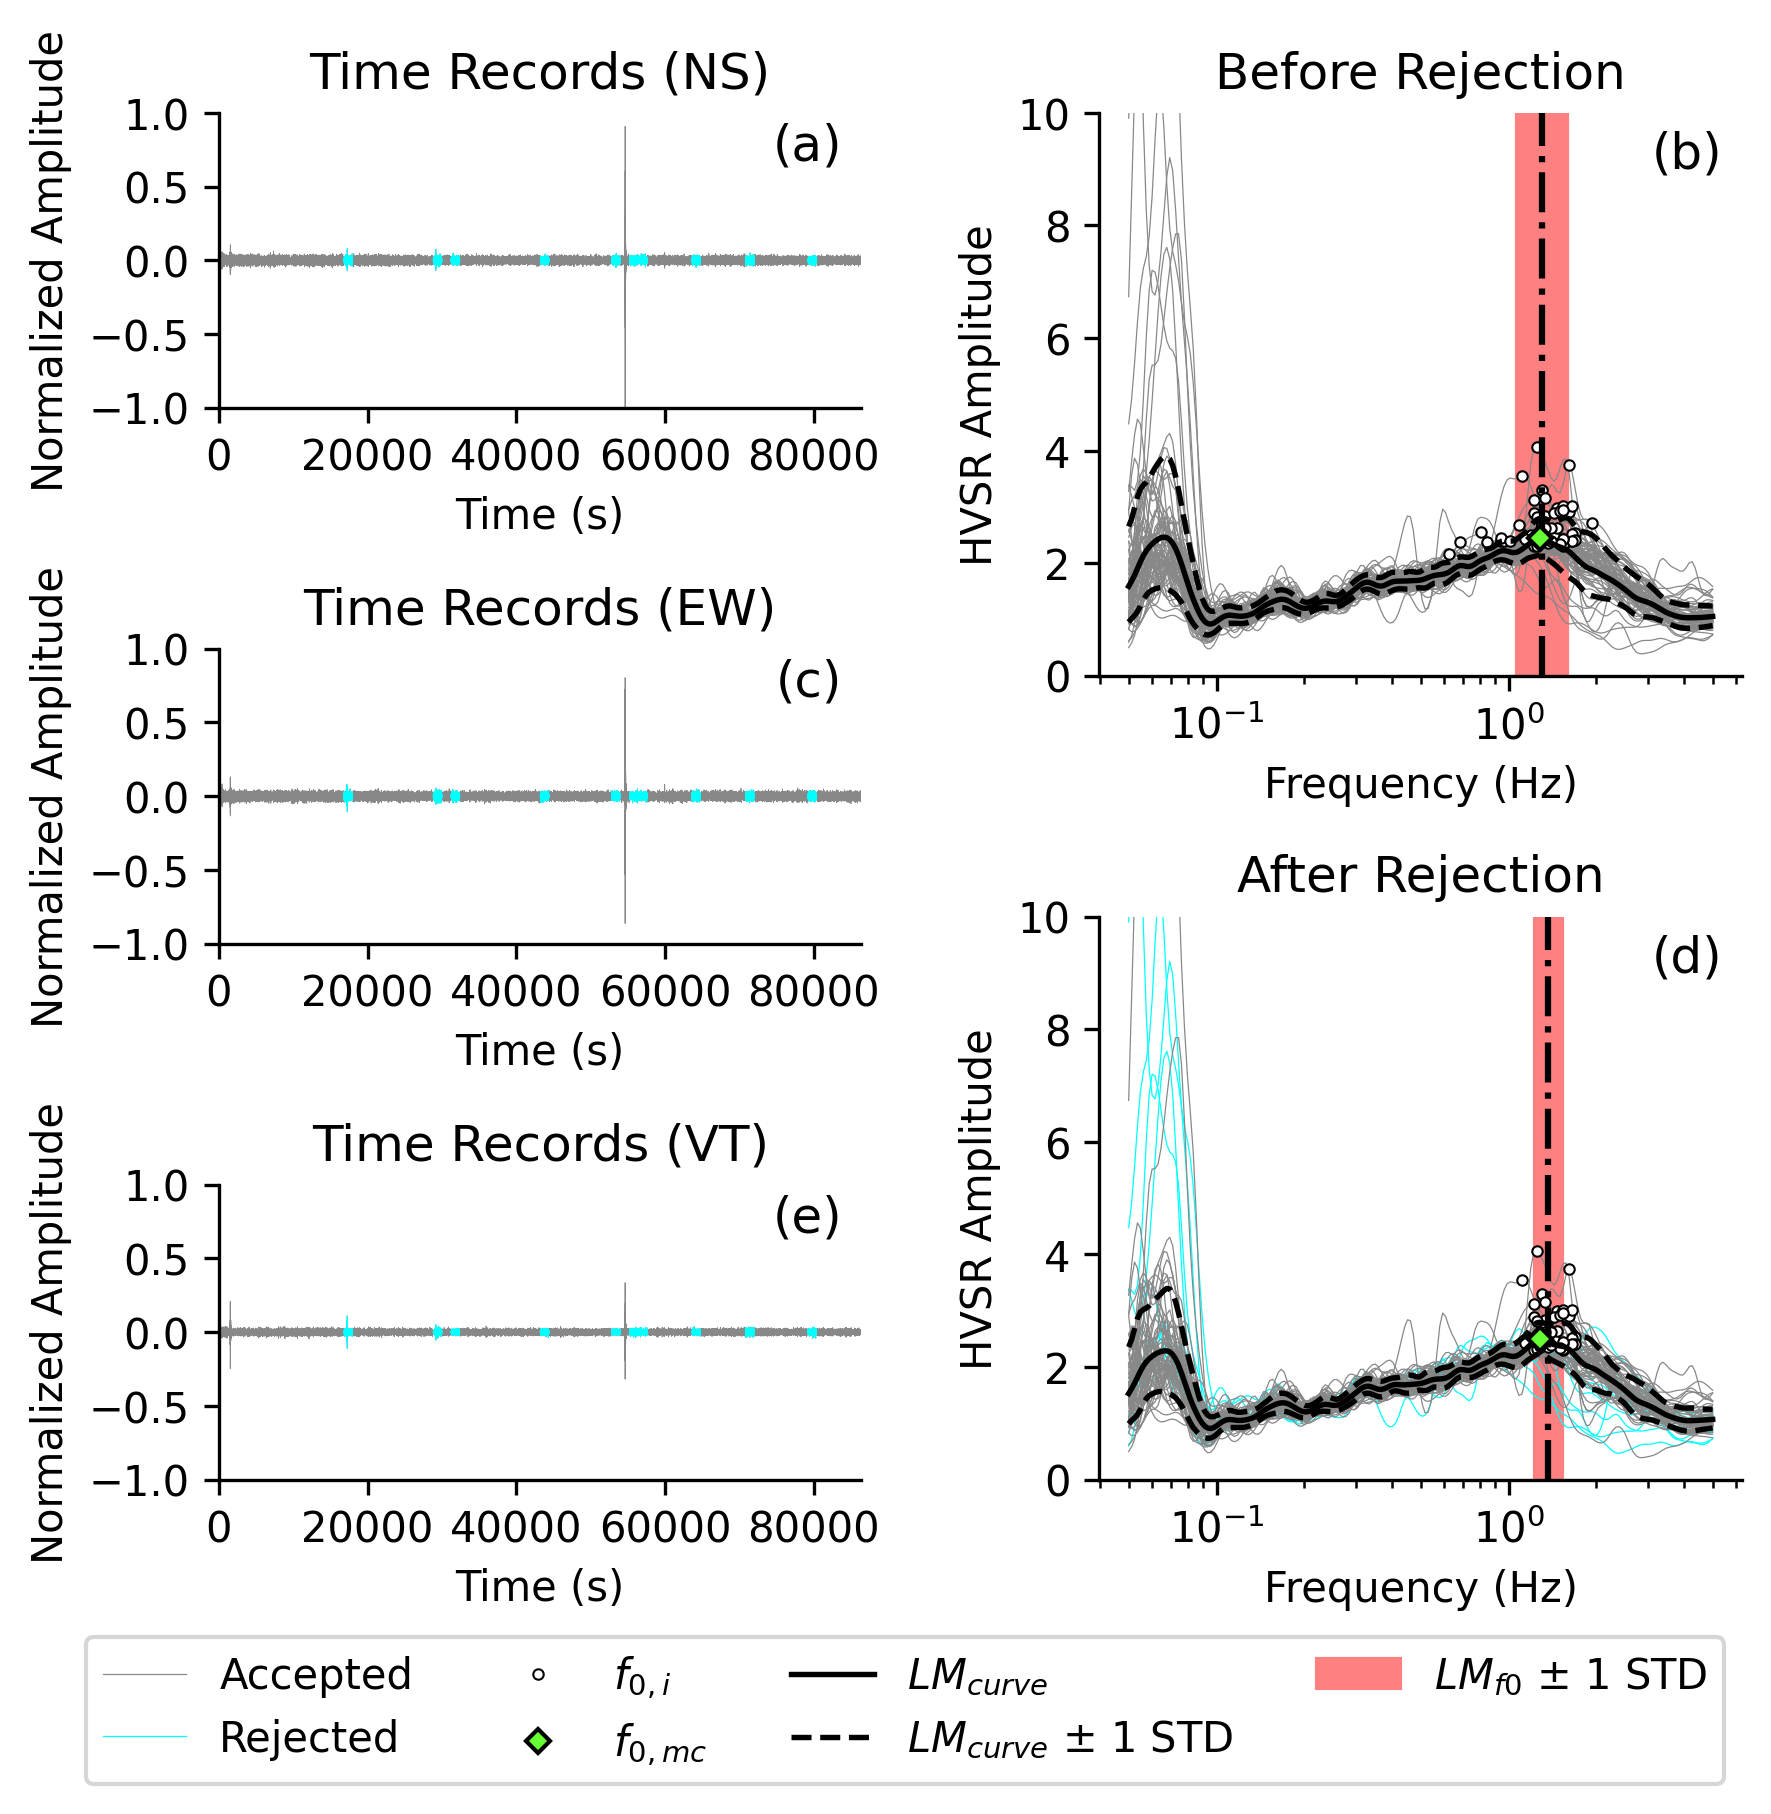 Time Records (NS)
(a)
Normalized Amplitude
1.0
0.5
0.0
−0.5
−1.0
0 20000 40000 60000 80000
Time (s)
Before Rejection
(b)
HVSR Amplitude
10
8
6
4
2
0
10⁻¹ 10⁰
Frequency (Hz)
Time Records (EW)
(c)
Normalized Amplitude
1.0
0.5
0.0
−0.5
−1.0
0 20000 40000 60000 80000
Time (s)
After Rejection
(d)
HVSR Amplitude
10
8
6
4
2
0
10⁻¹ 10⁰
Frequency (Hz)
Time Records (VT)
(e)
Normalized Amplitude
1.0
0.5
0.0
−0.5
−1.0
0 20000 40000 60000 80000
Time (s)
Accepted
Rejected
f0,i
f0,mc
LMcurve
LMcurve ± 1 STD
LMf0 ± 1 STD